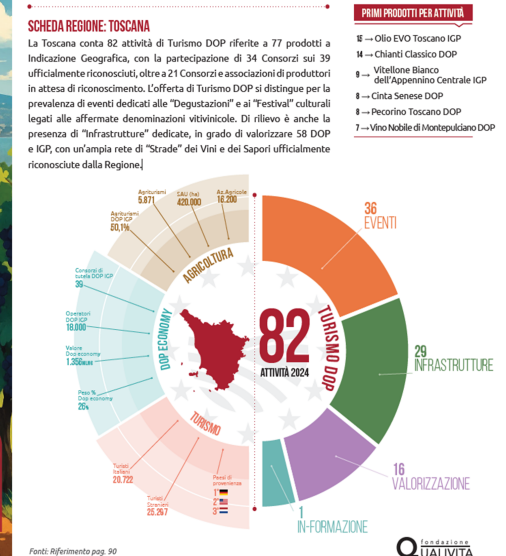 SCHEDA REGIONE: TOSCANA
La Toscana conta 82 attività di Turismo DOP riferite a 77 prodotti a
Indicazione Geografica, con la partecipazione di 34 Consorzi sui 39
ufficialmente riconosciuti, oltre a 21 Consorzi e associazioni di produttori
in attesa di riconoscimento. L'offerta di Turismo DOP si distingue per la
prevalenza di eventi dedicati alle "Degustazioni" e ai "Festival" culturali
legati alle affermate denominazioni vitivinicole. Di rilievo è anche la
presenza di "Infrastrutture" dedicate, in grado di valorizzare 58 DOP
e IGP, con un'ampia rete di "Strade" dei Vini e dei Sapori ufficialmente
riconosciute dalla Regione.
PRIMI PRODOTTI PER ATTIVITÀ
15 → Olio EVO Toscano IGP
14 → Chianti Classico DOP
9 → Vitellone Bianco
dell'Appennino Centrale IGP
8 → Cinta Senese DOP
8 → Pecorino Toscano DOP
7 → Vino Nobile di Montepulciano DOP
Agriturismi
5.871
SAU (ha)
420.000
Az. Agricole
16.200
Agriturismi
DOP IGP
50,1%
AGRICOLTURA
Consorzi di
tutela DOP IGP
39
Operatori
DOP IGP
18.000
Valore
Dop economy
Peso %
Dop economy
26%
DOP ECONOMY
TURISMO
Turisti
Italiani
20.722
Turisti
Stranieri
25.267
Paesi di
provenienza
1°
2°
3°
82
ATTIVITÀ 2024
TURISMO DOP
36
EVENTI
29
INFRASTRUTTURE
16
VALORIZZAZIONE
1
IN-FORMAZIONE
Fonti: Riferimento pag. 90
fondazione
QUALIVITA